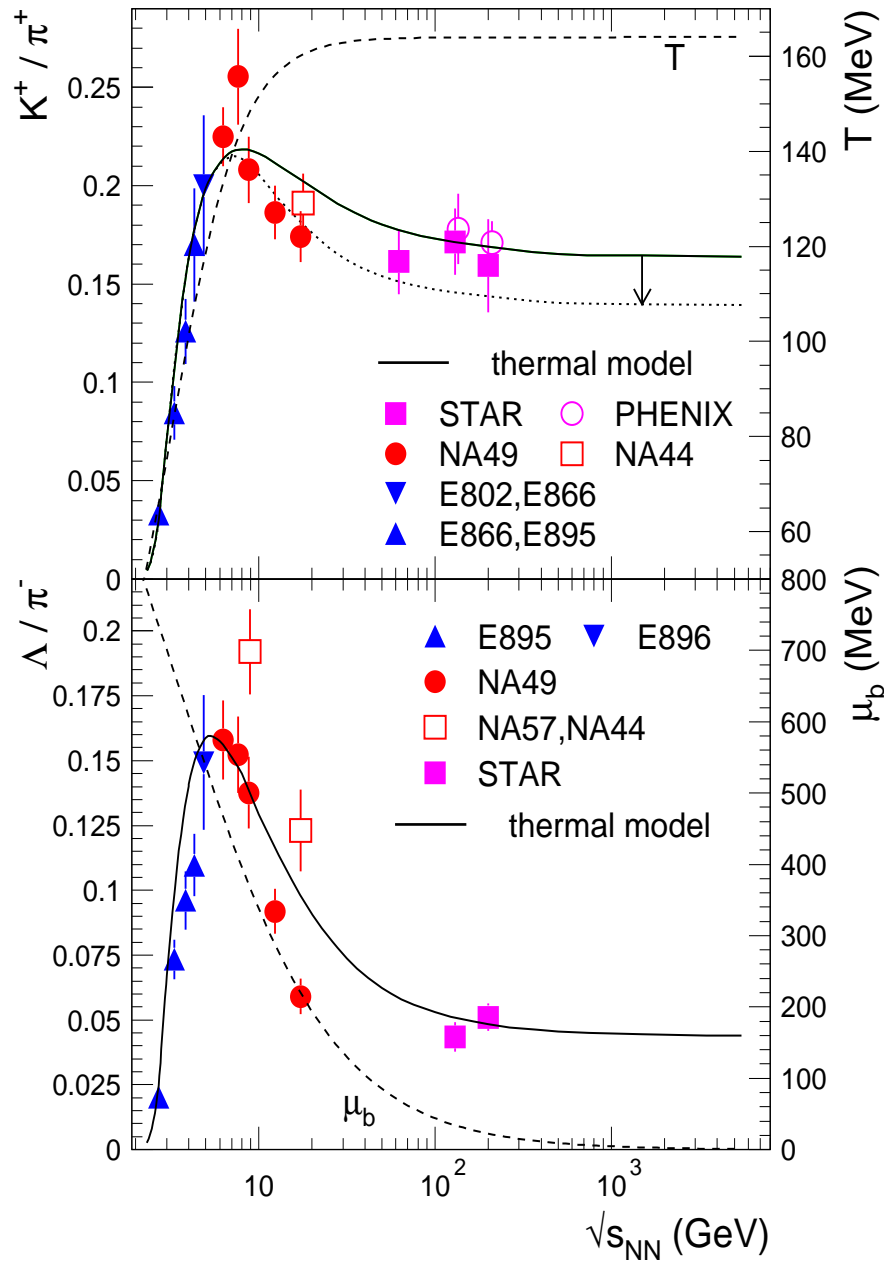 K⁺ / π⁺
T (MeV)
0.25
0.2
0.15
0.1
0.05
0
160
140
120
100
80
60
T
thermal model
STAR PHENIX
NA49 NA44
E802,E866
E866,E895
Λ / π⁻
μ_b (MeV)
0.2
0.175
0.15
0.125
0.1
0.075
0.05
0.025
0
800
700
600
500
400
300
200
100
0
E895 E896
NA49
NA57,NA44
STAR
thermal model
μ_b
10 10² 10³
√s_NN (GeV)